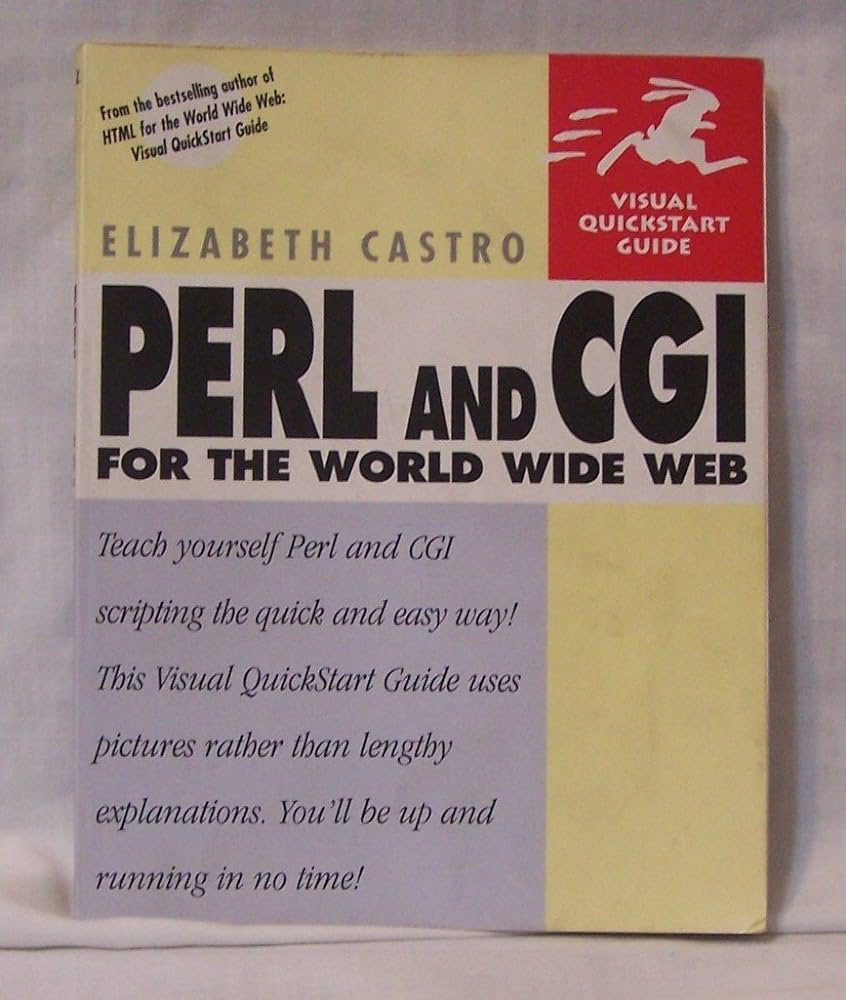 From the bestselling author of
HTML for the World Wide Web:
Visual QuickStart Guide
VISUAL
QUICKSTART
GUIDE
ELIZABETH CASTRO
PERL AND CGI
FOR THE WORLD WIDE WEB
Teach yourself Perl and CGI
scripting the quick and easy way!
This Visual QuickStart Guide uses
pictures rather than lengthy
explanations. You'll be up and
running in no time!